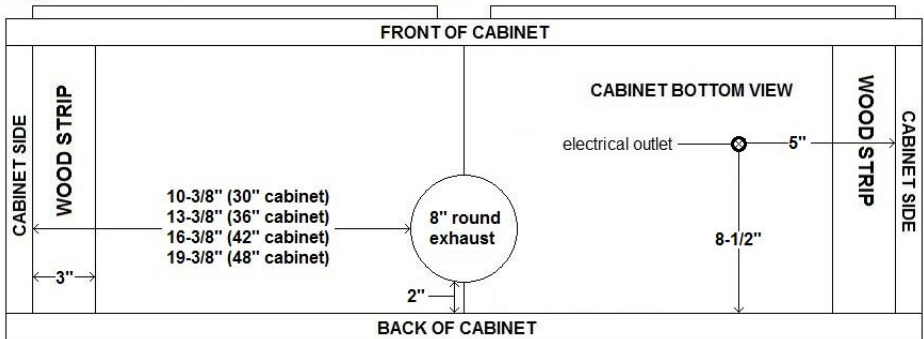 FRONT OF CABINET
CABINET SIDE
WOOD STRIP
CABINET BOTTOM VIEW
electrical outlet
5"
WOOD STRIP
CABINET SIDE
10-3/8" (30" cabinet)
13-3/8" (36" cabinet)
16-3/8" (42" cabinet)
19-3/8" (48" cabinet)
8" round
exhaust
8-1/2"
3"
2"
BACK OF CABINET